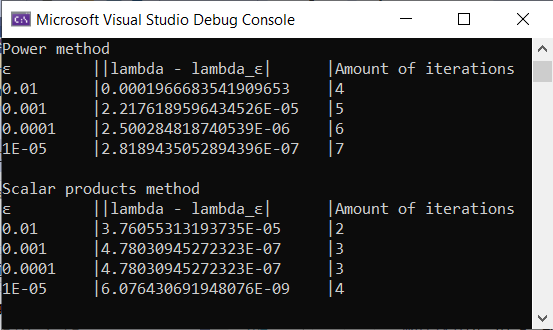 Microsoft Visual Studio Debug Console
Power method
ε ||lambda - lambda_ε| |Amount of iterations
0.01 |0.0001966683541909653 |4
0.001 |2.2176189596434526E-05 |5
0.0001 |2.500284818740539E-06 |6
1E-05 |2.8189435052894396E-07 |7
Scalar products method
ε ||lambda - lambda_ε| |Amount of iterations
0.01 |3.76055313193735E-05 |2
0.001 |4.78030945272323E-07 |3
0.0001 |4.78030945272323E-07 |3
1E-05 |6.076430691948076E-09 |4